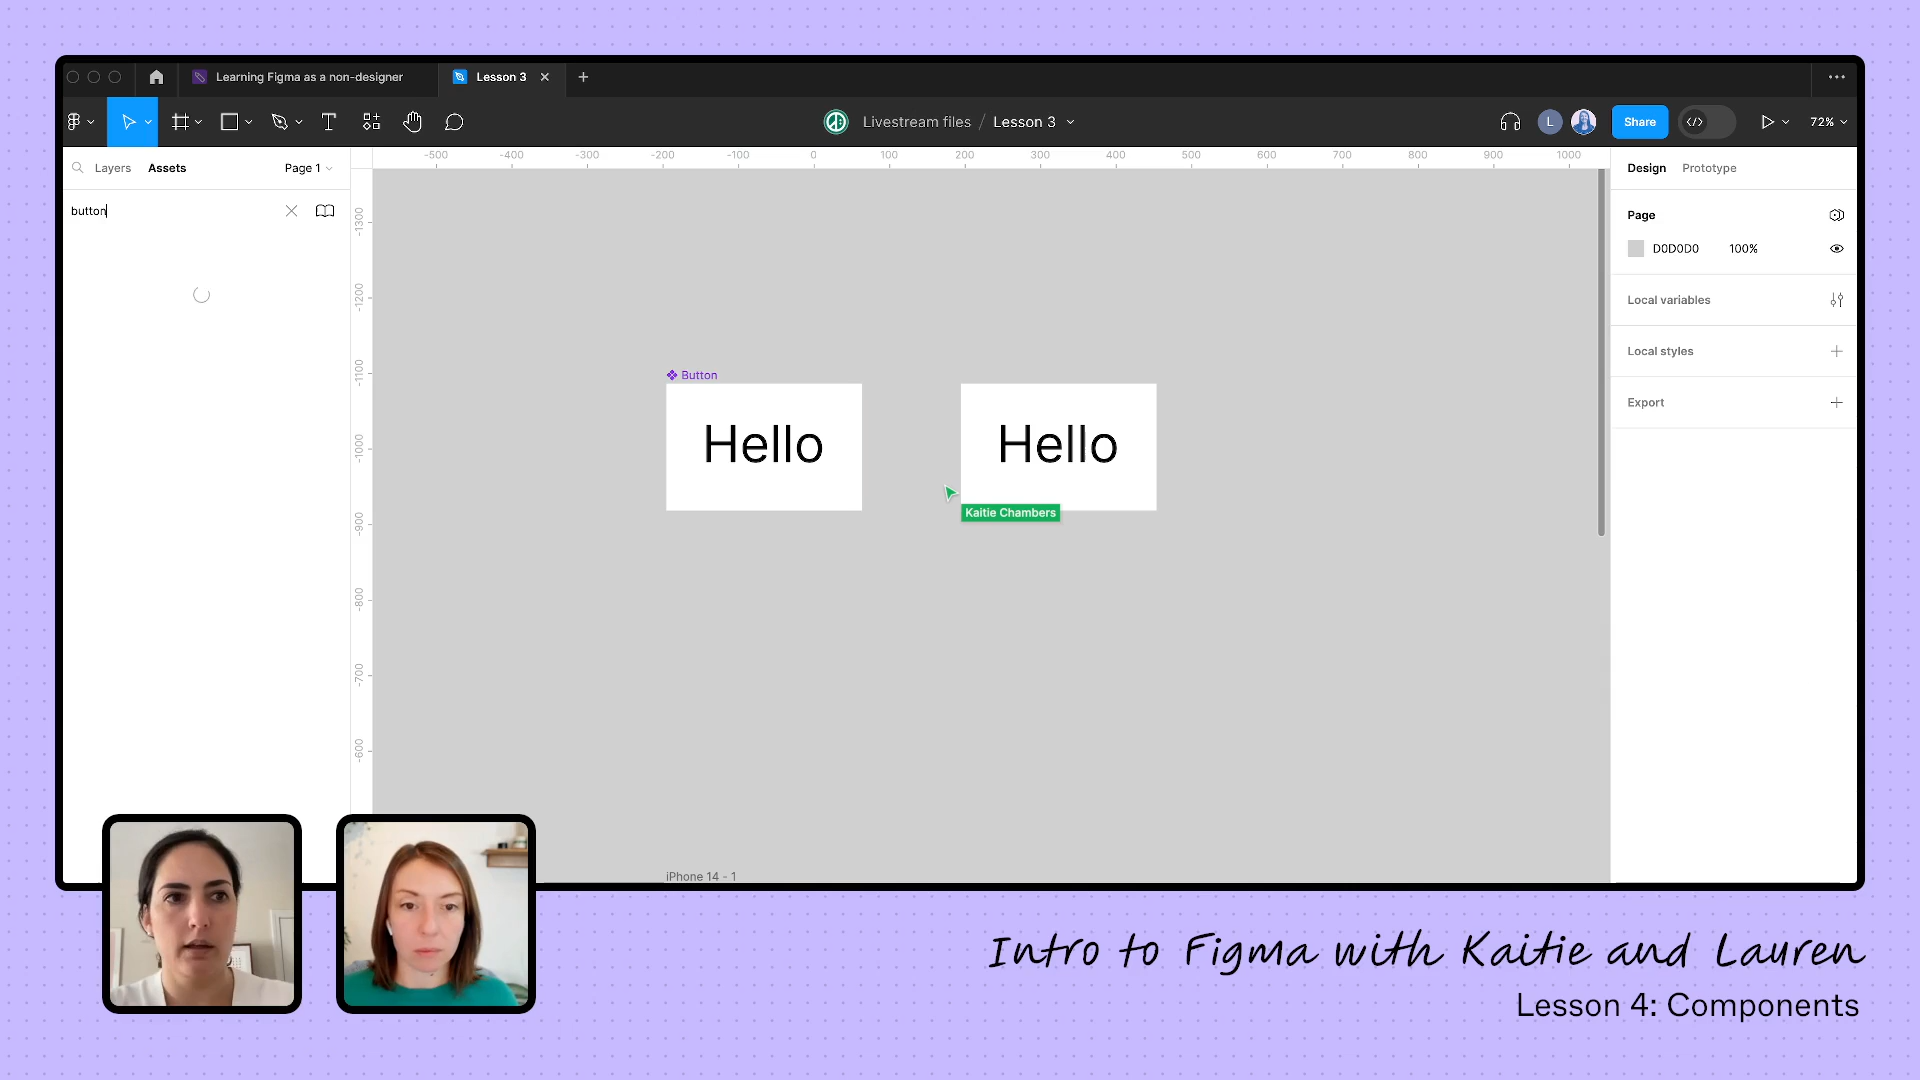 Learning Figma as a non-designer
Lesson 3
Livestream files / Lesson 3
L
Share
72%
Layers
Assets
Page 1
-500
-400
-300
-200
-100
0
100
200
300
400
500
600
700
800
900
1000
Design
Prototype
button
-1300
-1200
-1100
-1000
-900
-800
-700
-600
Page
D0D0D0
100%
Local variables
Local styles
Export
Button
Hello
Hello
Kaitie Chambers
iPhone 14 - 1
Intro to Figma with Kaitie and Lauren
Lesson 4: Components